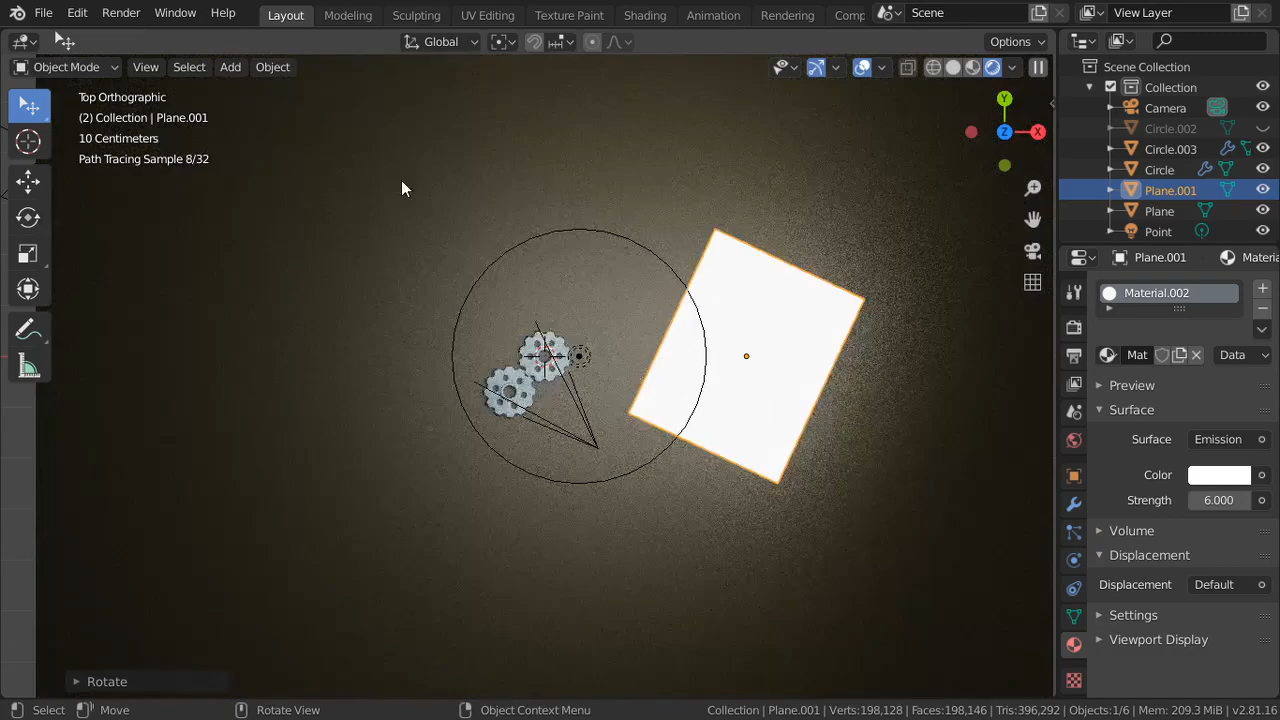 File Edit Render Window Help Layout Modeling Sculpting UV Editing Texture Paint Shading Animation Rendering Comp Scene View Layer
Global Options
Object Mode View Select Add Object
Top Orthographic
(2) Collection | Plane.001
10 Centimeters
Path Tracing Sample 8/32
Y
Z X
Rotate
Scene Collection
Collection
Camera
Circle.002
Circle.003
Circle
Plane.001
Plane
Point
Plane.001 Materia
Material.002
Mat Data
Preview
Surface
Surface Emission
Color
Strength 6.000
Volume
Displacement
Displacement Default
Settings
Viewport Display
Select Move Rotate View Object Context Menu Collection | Plane.001 | Verts:198,128 | Faces:198,146 | Tris:396,292 | Objects:1/6 | Mem: 209.3 MiB | v2.81.16